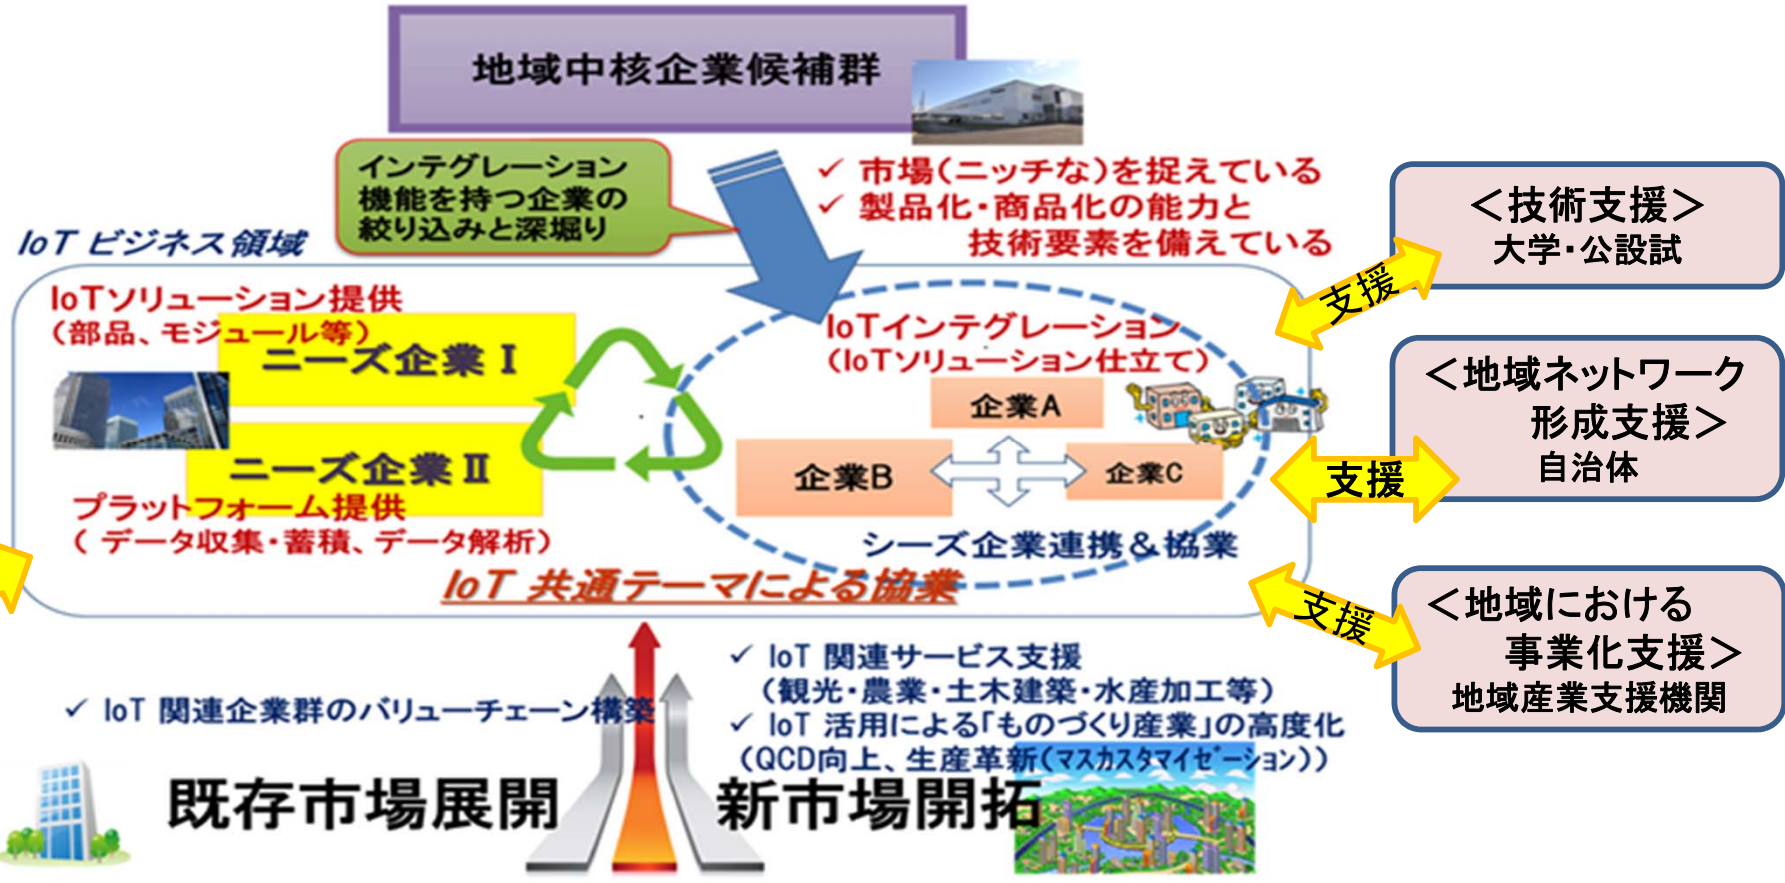 地域中核企業候補群
インテグレーション
機能を持つ企業の
絞り込みと深堀り
✓ 市場(ニッチな)を捉えている
✓ 製品化・商品化の能力と
技術要素を備えている
IoT ビジネス領域
IoTソリューション提供
(部品、モジュール等)
ニーズ企業Ⅰ
ニーズ企業Ⅱ
プラットフォーム提供
( データ収集・蓄積、データ解析)
IoTインテグレーション
(IoTソリューション仕立て)
企業A
企業B
企業C
シーズ企業連携&協業
IoT 共通テーマによる協業
支援
<技術支援>
大学・公設試
支援
<地域ネットワーク
形成支援>
自治体
支援
<地域における
事業化支援>
地域産業支援機関
✓ IoT 関連企業群のバリューチェーン構築
既存市場展開
✓ IoT 関連サービス支援
(観光・農業・土木建築・水産加工等)
✓ IoT 活用による「ものづくり産業」の高度化
(QCD向上、生産革新(マスカスタマイゼーション))
新市場開拓